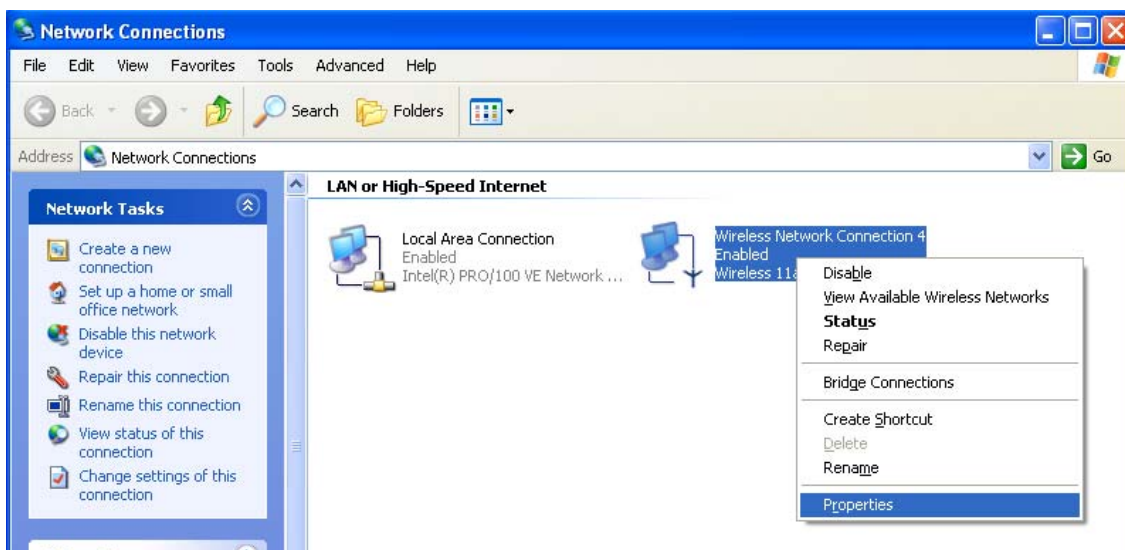 Network Connections
File Edit View Favorites Tools Advanced Help
Back Search Folders
Address Network Connections Go
Network Tasks
Create a new
connection
Set up a home or small
office network
Disable this network
device
Repair this connection
Rename this connection
View status of this
connection
Change settings of this
connection
LAN or High-Speed Internet
Local Area Connection
Enabled
Intel(R) PRO/100 VE Network ...
Wireless Network Connection 4
Enabled
Wireless 11a
Disable
View Available Wireless Networks
Status
Repair
Bridge Connections
Create Shortcut
Delete
Rename
Properties